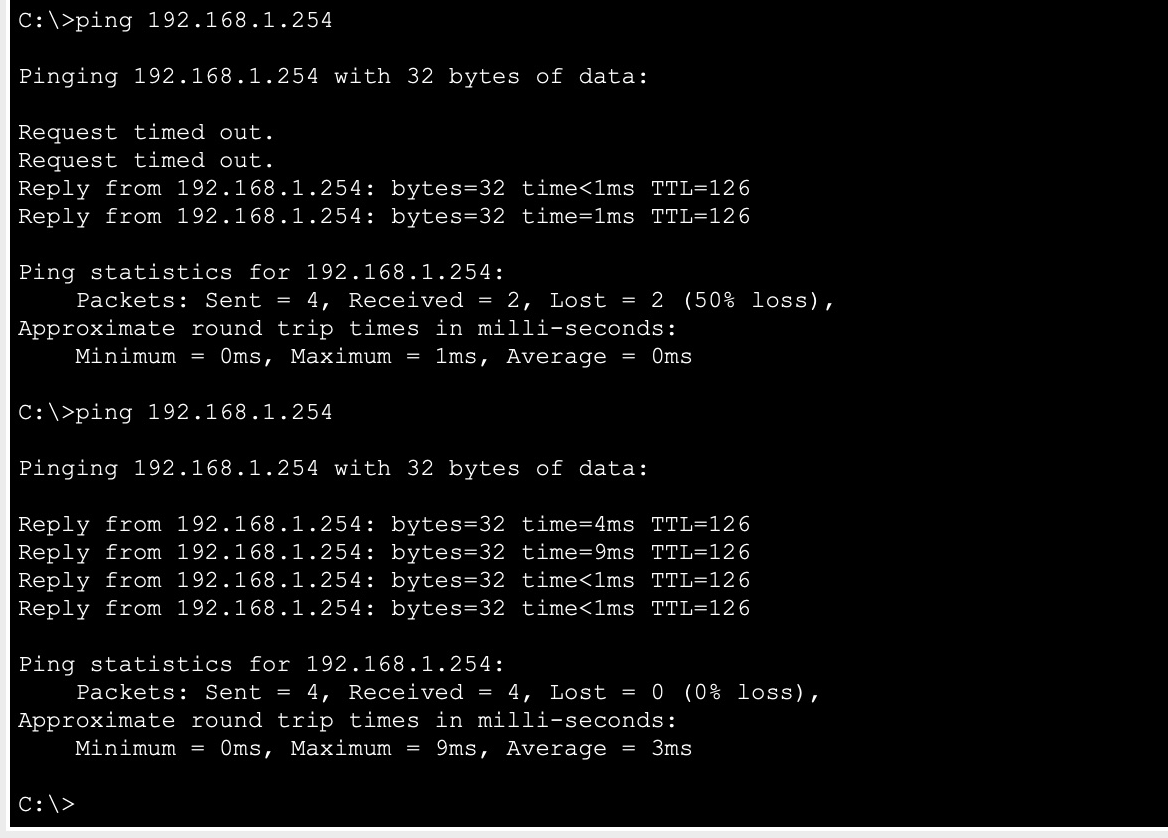 C:\>ping 192.168.1.254
Pinging 192.168.1.254 with 32 bytes of data:
Request timed out.
Request timed out.
Reply from 192.168.1.254: bytes=32 time<1ms TTL=126
Reply from 192.168.1.254: bytes=32 time=1ms TTL=126
Ping statistics for 192.168.1.254:
    Packets: Sent = 4, Received = 2, Lost = 2 (50% loss),
Approximate round trip times in milli-seconds:
    Minimum = 0ms, Maximum = 1ms, Average = 0ms
C:\>ping 192.168.1.254
Pinging 192.168.1.254 with 32 bytes of data:
Reply from 192.168.1.254: bytes=32 time=4ms TTL=126
Reply from 192.168.1.254: bytes=32 time=9ms TTL=126
Reply from 192.168.1.254: bytes=32 time<1ms TTL=126
Reply from 192.168.1.254: bytes=32 time<1ms TTL=126
Ping statistics for 192.168.1.254:
    Packets: Sent = 4, Received = 4, Lost = 0 (0% loss),
Approximate round trip times in milli-seconds:
    Minimum = 0ms, Maximum = 9ms, Average = 3ms
C:\>